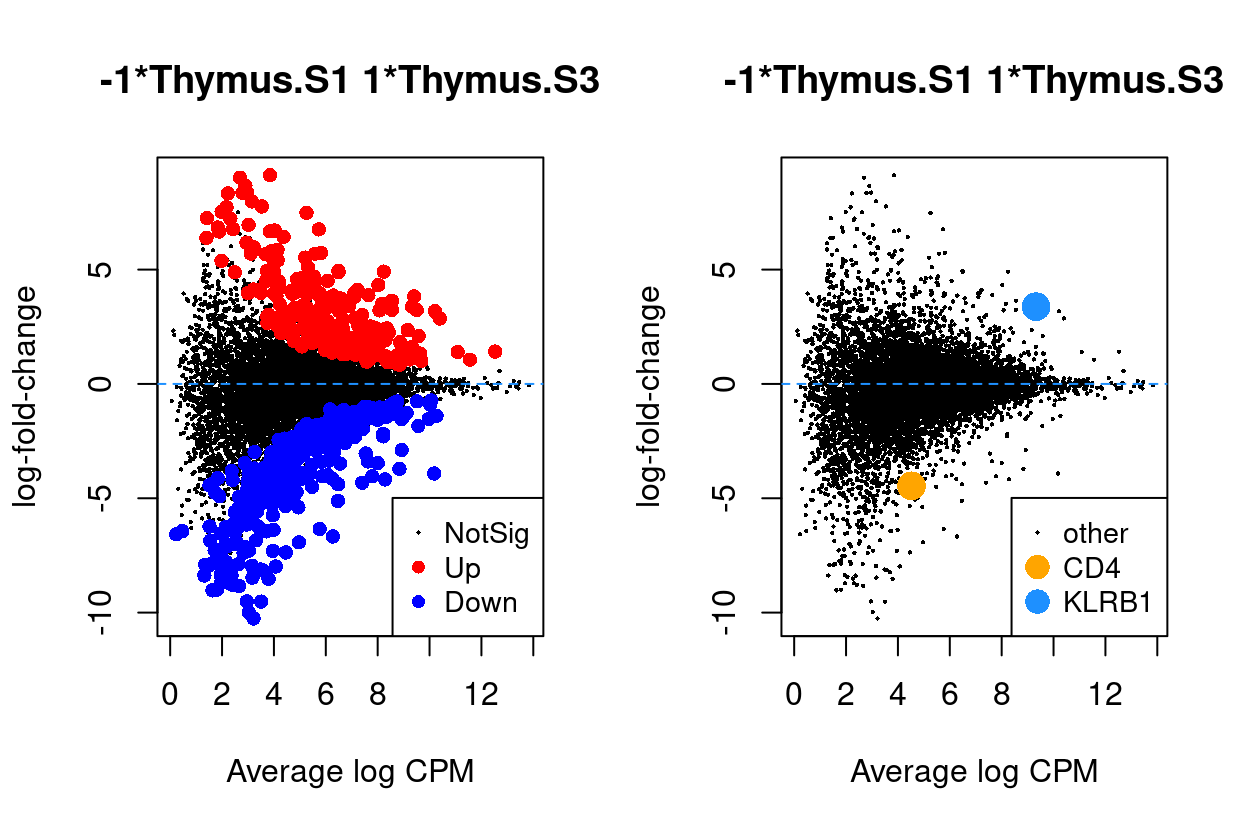 -1*Thymus.S1 1*Thymus.S3
log-fold-change
5
0
-5
-10
NotSig
Up
Down
0 2 4 6 8 12
Average log CPM
-1*Thymus.S1 1*Thymus.S3
log-fold-change
5
0
-5
-10
other
CD4
KLRB1
0 2 4 6 8 12
Average log CPM